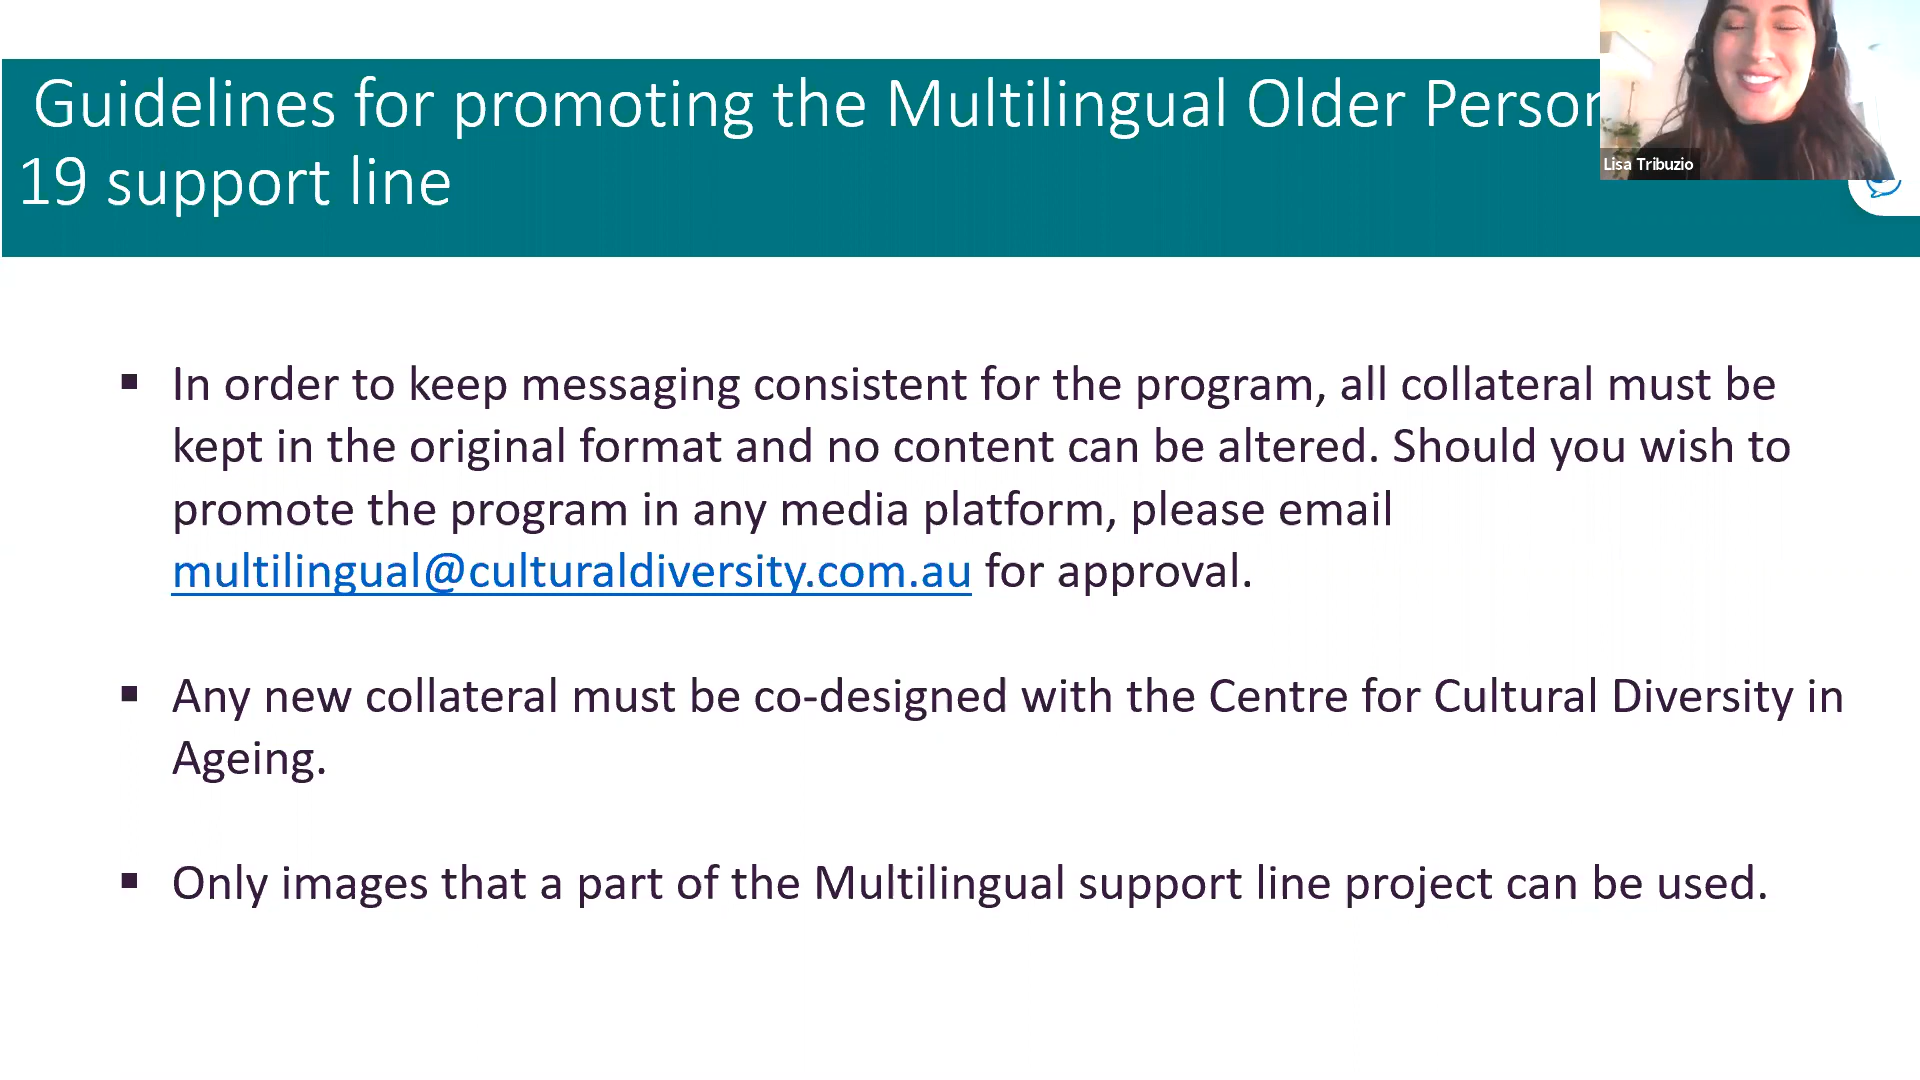 Guidelines for promoting the Multilingual Older Person
19 support line
Lisa Tribuzio
▪ In order to keep messaging consistent for the program, all collateral must be
kept in the original format and no content can be altered. Should you wish to
promote the program in any media platform, please email
multilingual@culturaldiversity.com.au for approval.
▪ Any new collateral must be co-designed with the Centre for Cultural Diversity in
Ageing.
▪ Only images that a part of the Multilingual support line project can be used.